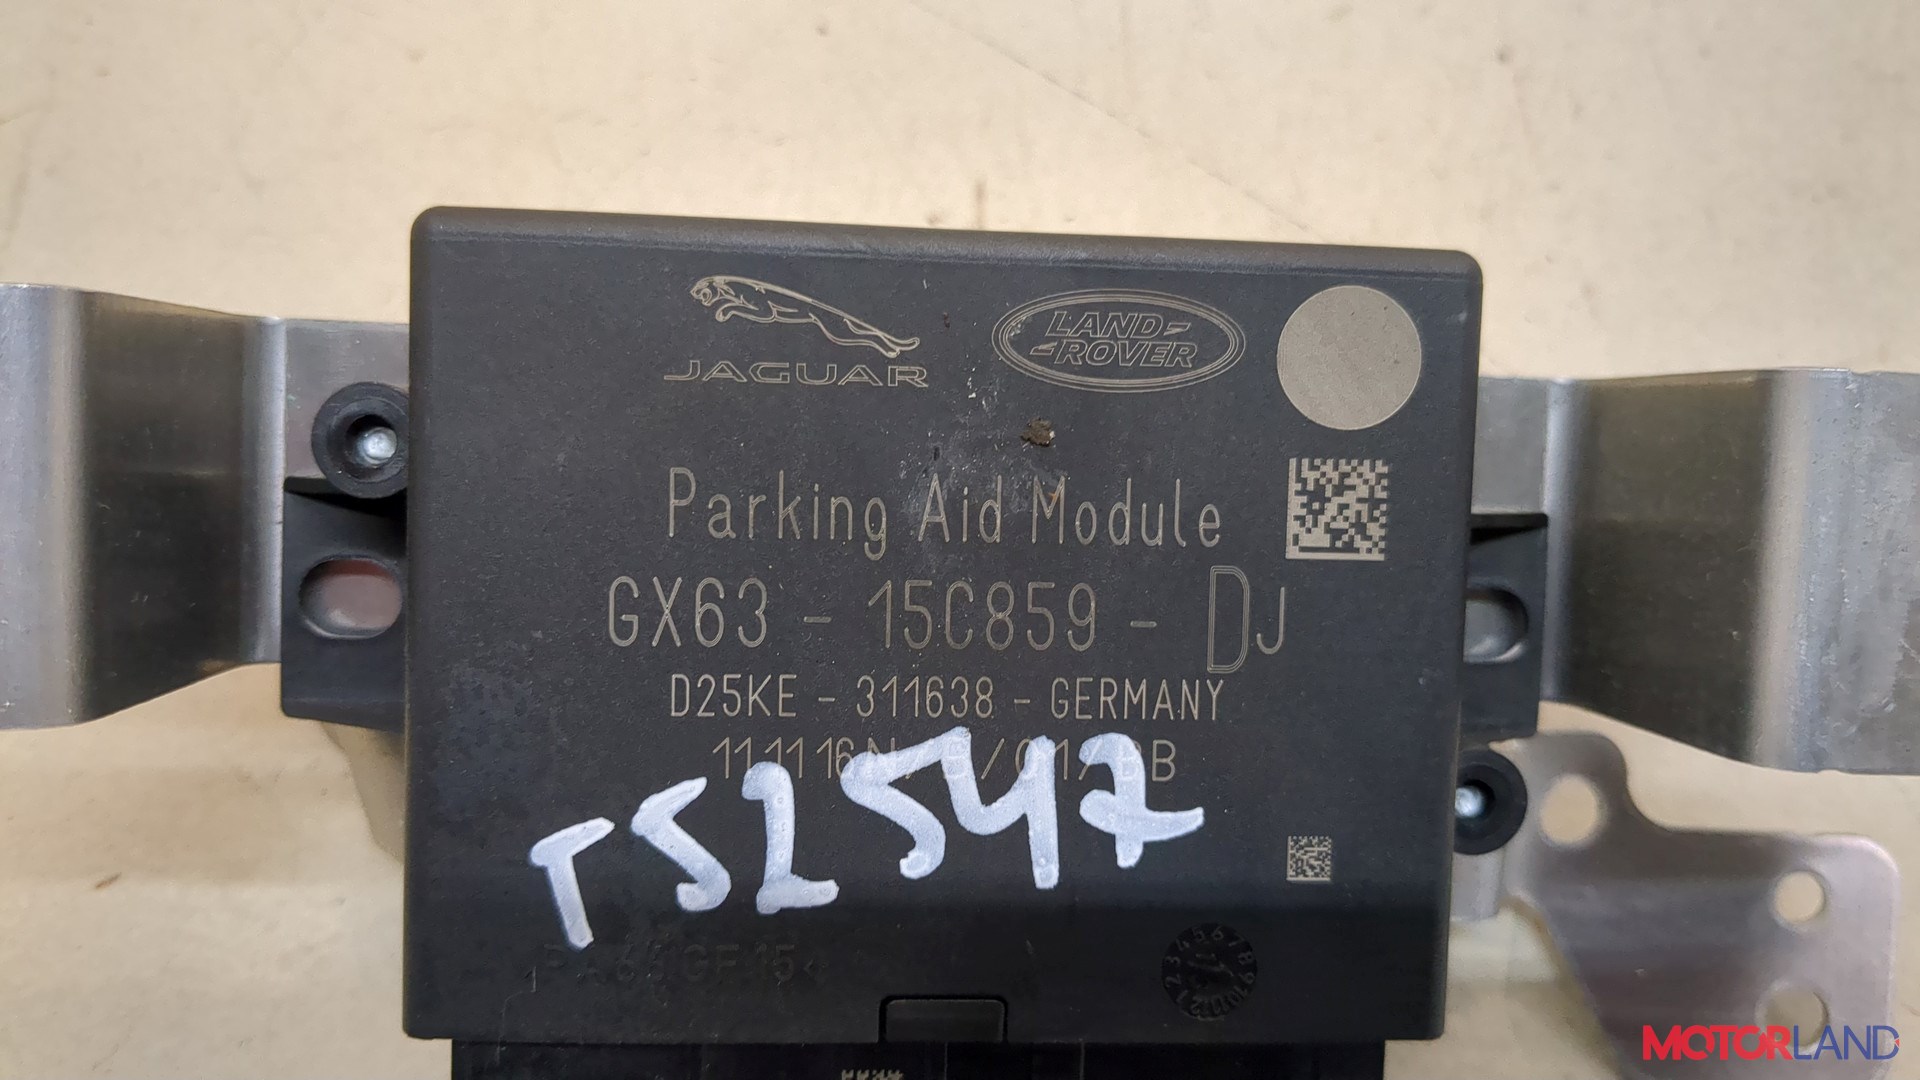 JAGUAR
LAND
ROVER
Parking Aid Module
GX63 - 15C859 - DJ
D25KE - 311638 - GERMANY
TS2547
MOTORLAND